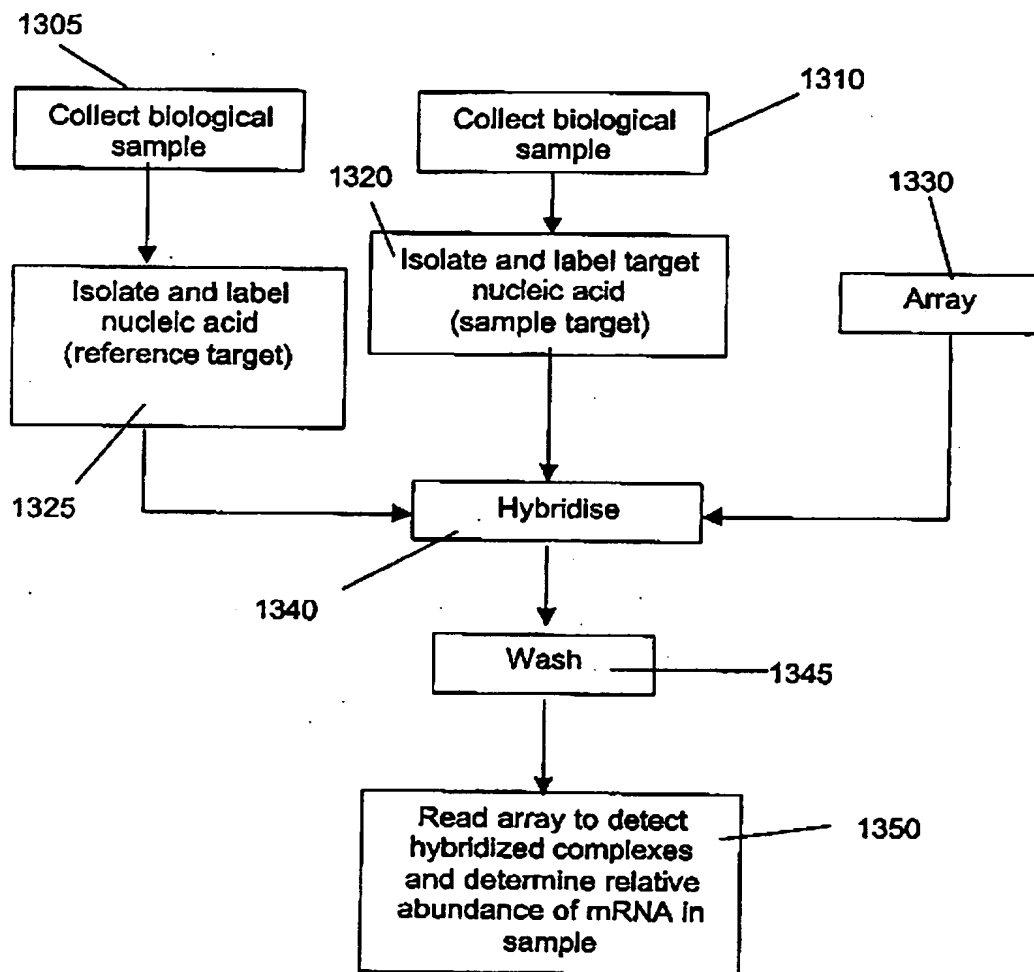 1305
Collect biological
sample
1310
Collect biological
sample
1320
1330
Isolate and label
nucleic acid
(reference target)
Isolate and label target
nucleic acid
(sample target)
Array
1325
Hybridise
1340
Wash
1345
Read array to detect
hybridized complexes
and determine relative
abundance of mRNA in
sample
1350